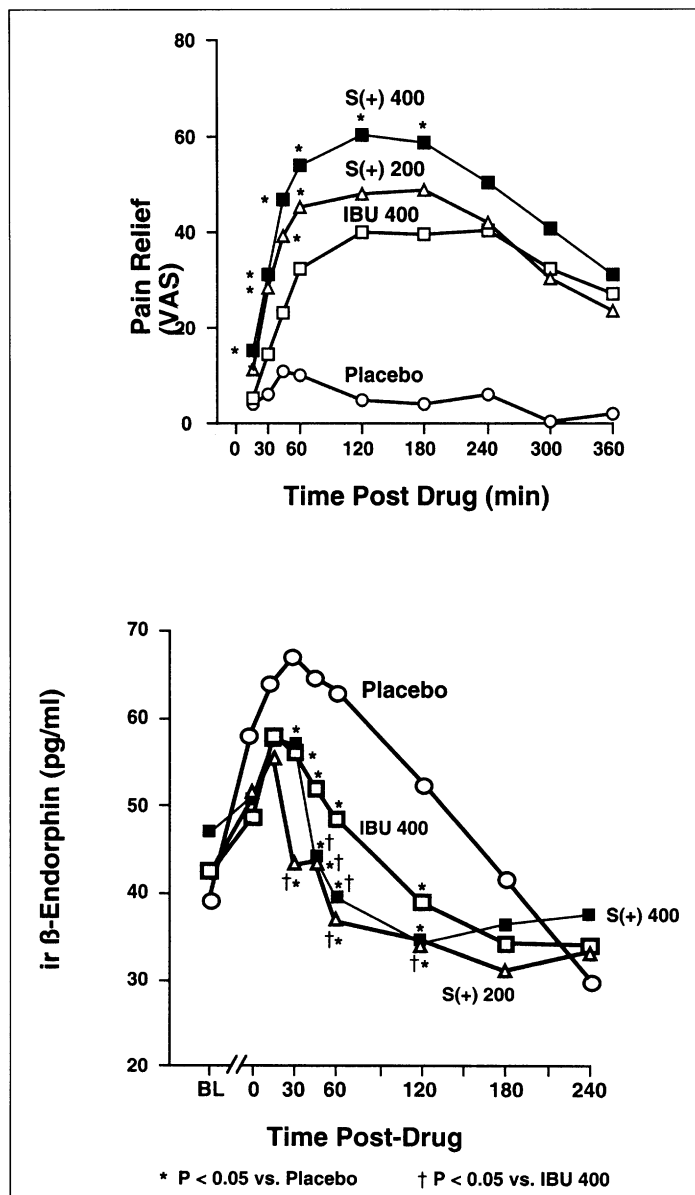 80
60
40
20
0
Pain Relief
(VAS)
S(+) 400
* * *
S(+) 200
*
*
IBU 400
*
*
*
*
Placebo
0 30 60 120 180 240 300 360
Time Post Drug (min)
70
60
50
40
30
20
ir ß-Endorphin (pg/ml)
Placebo
*
*
*
*
IBU 400
*†
*†
*†
†*
*
*
†*
†*
S(+) 400
S(+) 200
BL 0 30 60 120 180 240
Time Post-Drug
* P < 0.05 vs. Placebo † P < 0.05 vs. IBU 400